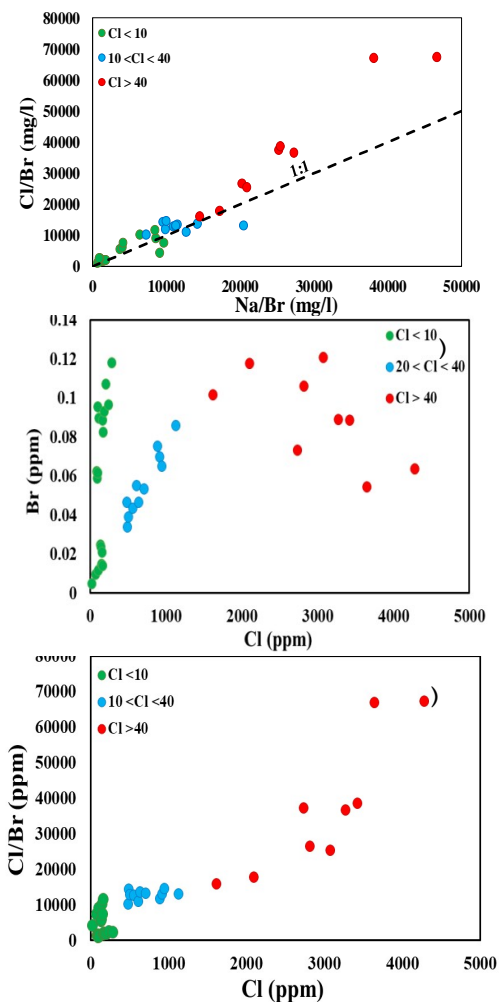 80000
70000
60000
50000
40000
30000
20000
10000
0
Cl/Br (mg/l)
Cl < 10
10 <Cl < 40
Cl > 40
1:1
0 10000 20000 30000 40000 50000
Na/Br (mg/l)
0.14
0.12
0.1
0.08
0.06
0.04
0.02
0
Br (ppm)
Cl < 10
)
20 < Cl < 40
Cl > 40
0 1000 2000 3000 4000 5000
Cl (ppm)
80000
70000
60000
50000
40000
30000
20000
10000
0
Cl/Br (ppm)
Cl <10
10 <Cl <40
)
Cl >40
0 1000 2000 3000 4000 5000
Cl (ppm)